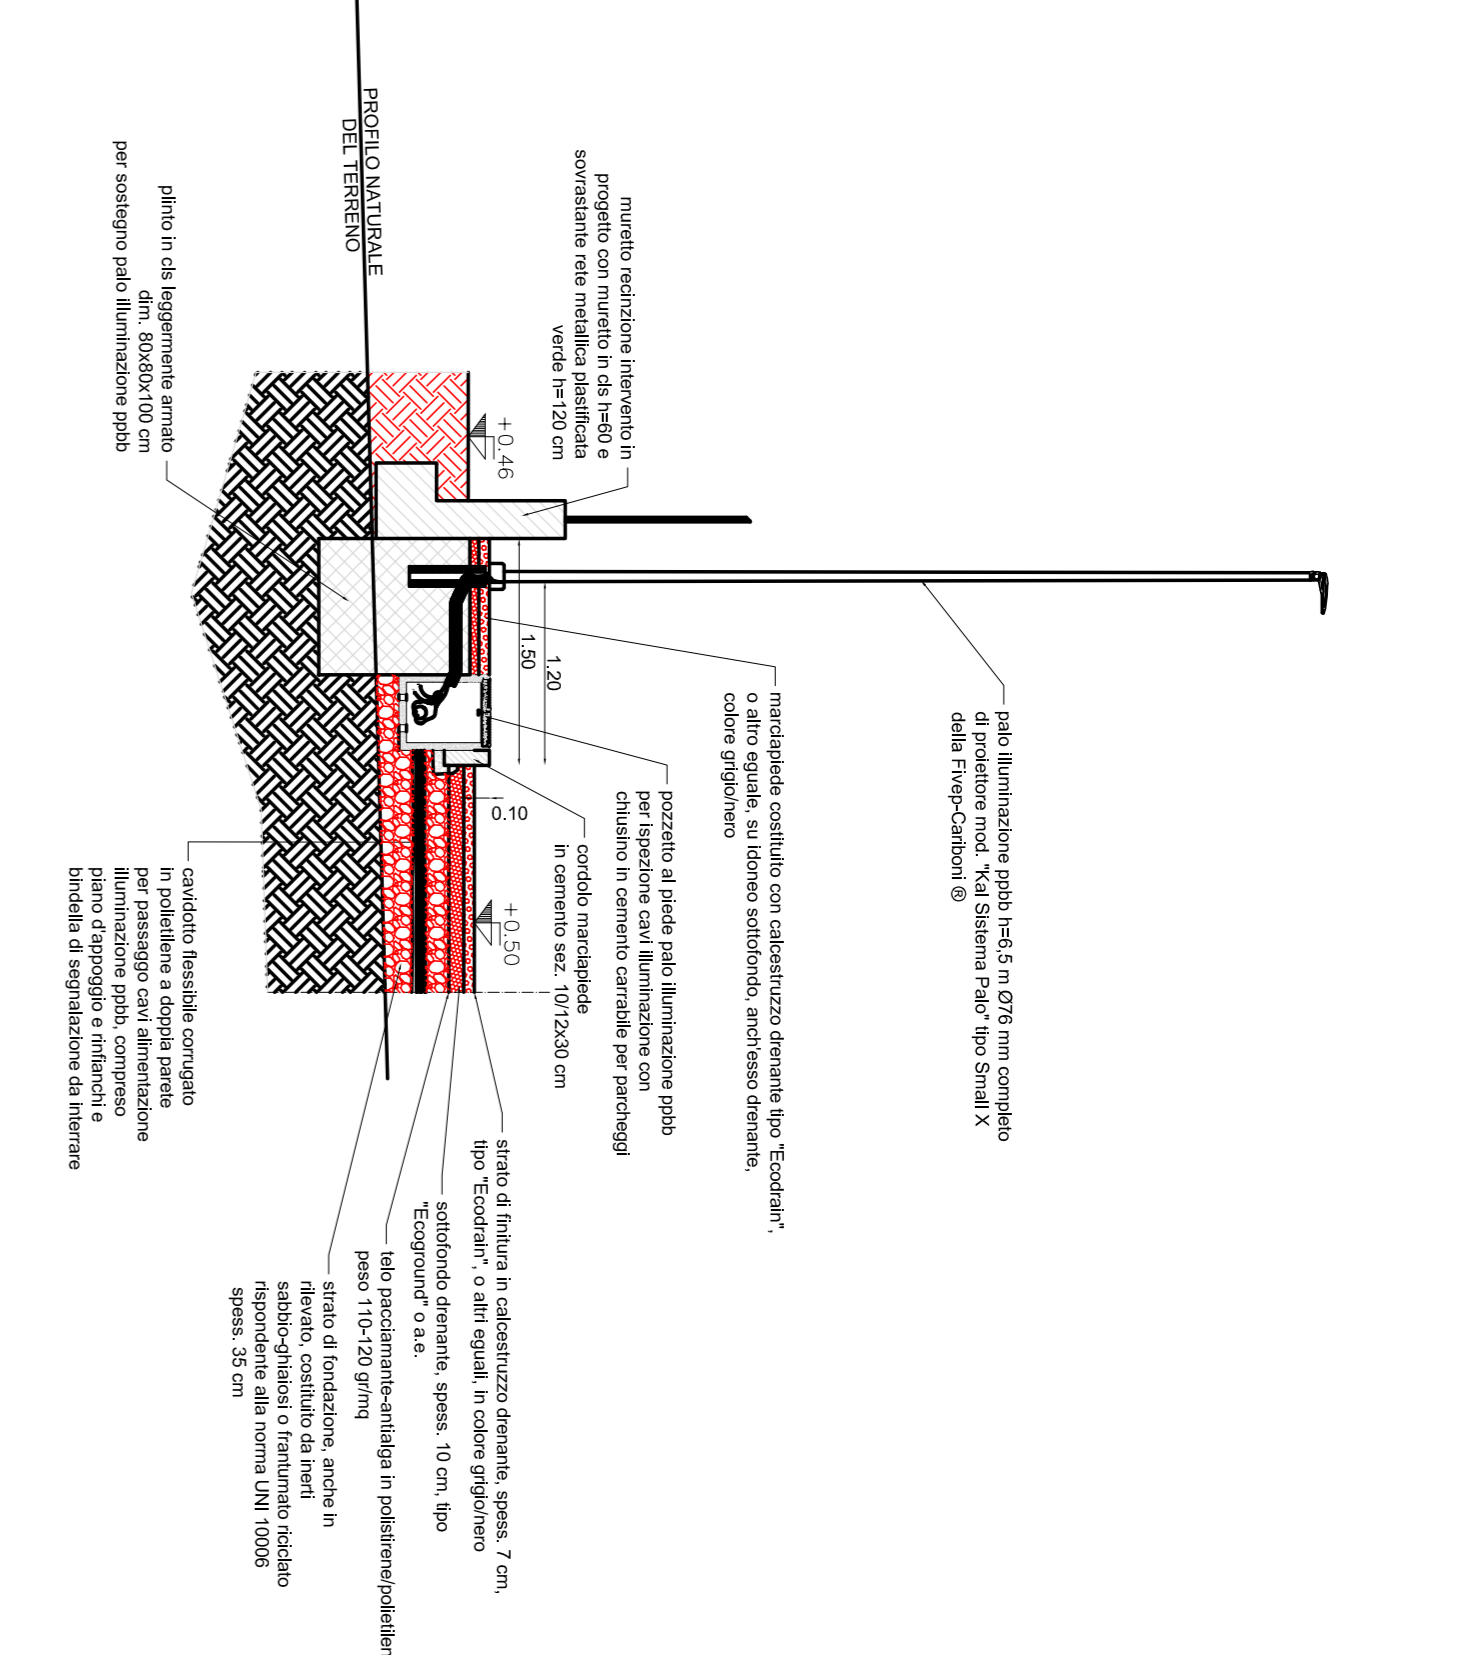 PROFILO NATURALE
DEL TERRENO
plinto in cls leggermente armato
dim. 80x80x100 cm
per sostegno palo illuminazione ppbb
muretto recinzione intervento in
progetto con muretto in cls h=60 e
sovrastante rete metallica plastificata
verde h=120 cm
+0.46
1.20
1.50
0.10
+0.50
palo illuminazione ppbb h=6,5 m Ø76 mm completo
di proiettore mod. "Kal Sistema Palo" tipo Small X
della Fivep-Cariboni ®
marciapiede costituito con calcestruzzo drenante tipo "Ecodrain",
o altro eguale, su idoneo sottofondo, anch'esso drenante,
colore grigio/nero
pozzetto al piede palo illuminazione ppbb
per ispezione cavi illuminazione con
chiusino in cemento carrabile per parcheggi
cordolo marciapiede
in cemento sez. 10/12x30 cm
strato di finitura in calcestruzzo drenante, spess. 7 cm,
tipo "Ecodrain", o altri eguali, in colore grigio/nero
sottofondo drenante, spess. 10 cm, tipo
"Ecoground" o a.e.
telo pacciamante-antialga in polistirene/polietilen
peso 110-120 gr/mq
strato di fondazione, anche in
rilevato, costituito da inerti
sabbio-ghiaiosi o frantumato riciclato
rispondente alla norma UNI 10006
spess. 35 cm
cavidotto flessibile corrugato
in polietilene a doppia parete
per passaggio cavi alimentazione
illuminazione ppbb, compreso
piano d'appoggio e rinfianchi e
bindella di segnalazione da interrare